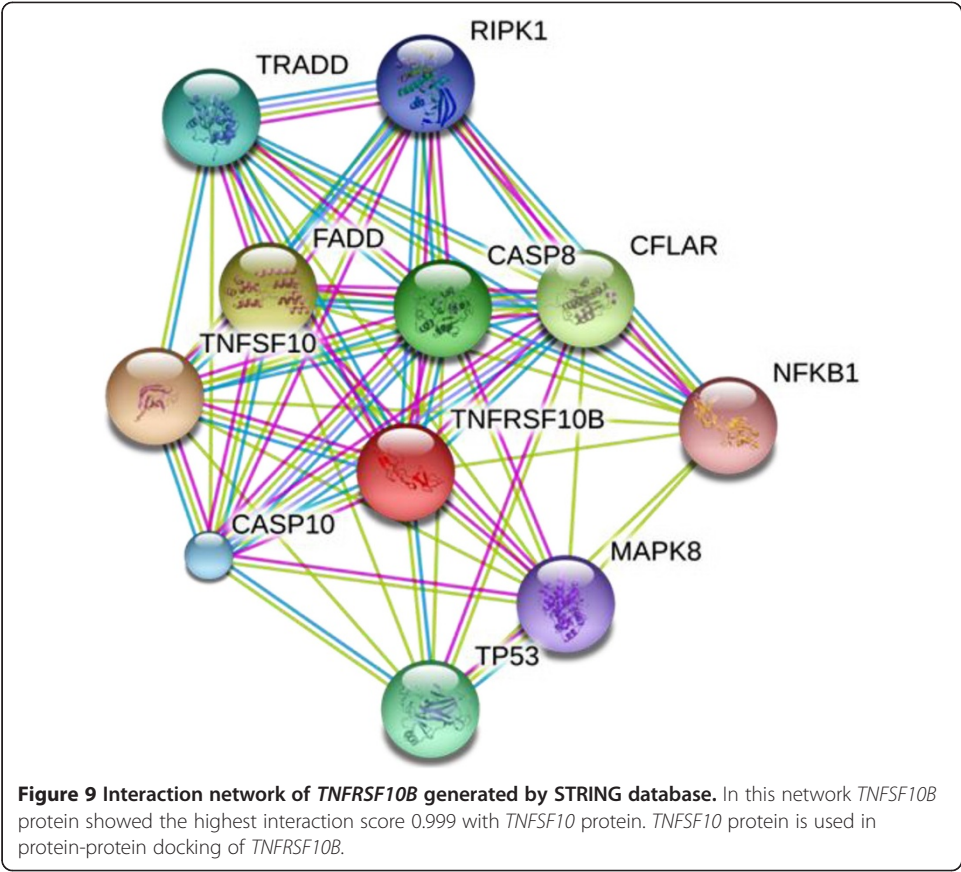 RIPK1
TRADD
FADD
CASP8
CFLAR
TNFSF10
NFKB1
TNFRSF10B
CASP10
MAPK8
TP53
Figure 9 Interaction network of TNFRSF10B generated by STRING database. In this network TNFSF10B
protein showed the highest interaction score 0.999 with TNFSF10 protein. TNFSF10 protein is used in
protein-protein docking of TNFRSF10B.